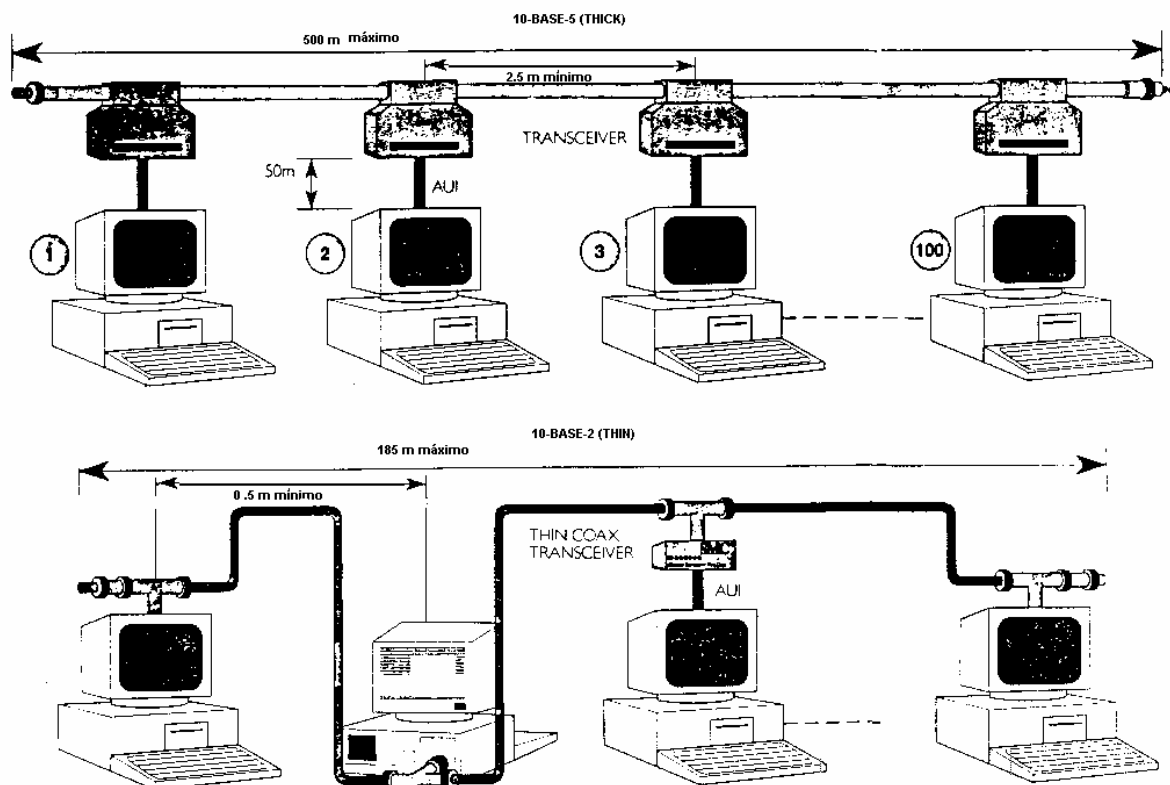 10-BASE-5 (THICK)
500 m máximo
2.5 m mínimo
TRANSCEIVER
50m
AUI
1
2
3
100
10-BASE-2 (THIN)
185 m máximo
0 .5 m mínimo
THIN COAX
TRANSCEIVER
SMC
AUI